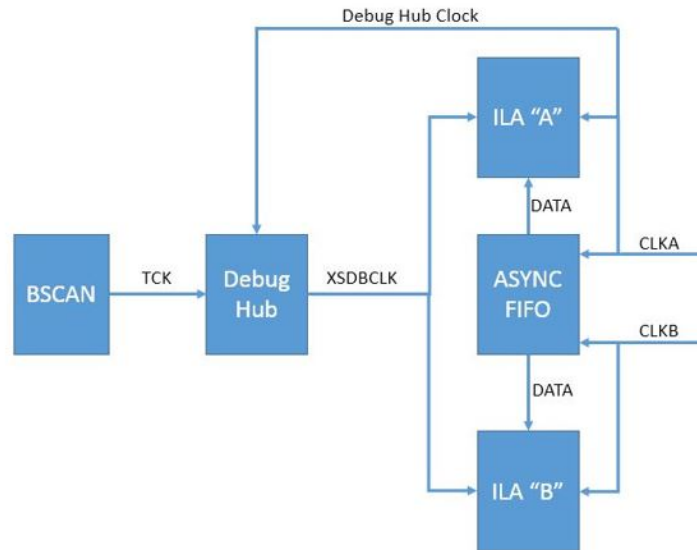 Debug Hub Clock
ILA “A”
DATA
CLKA
BSCAN
TCK
Debug
Hub
XSDBCLK
ASYNC
FIFO
CLKB
DATA
ILA “B”